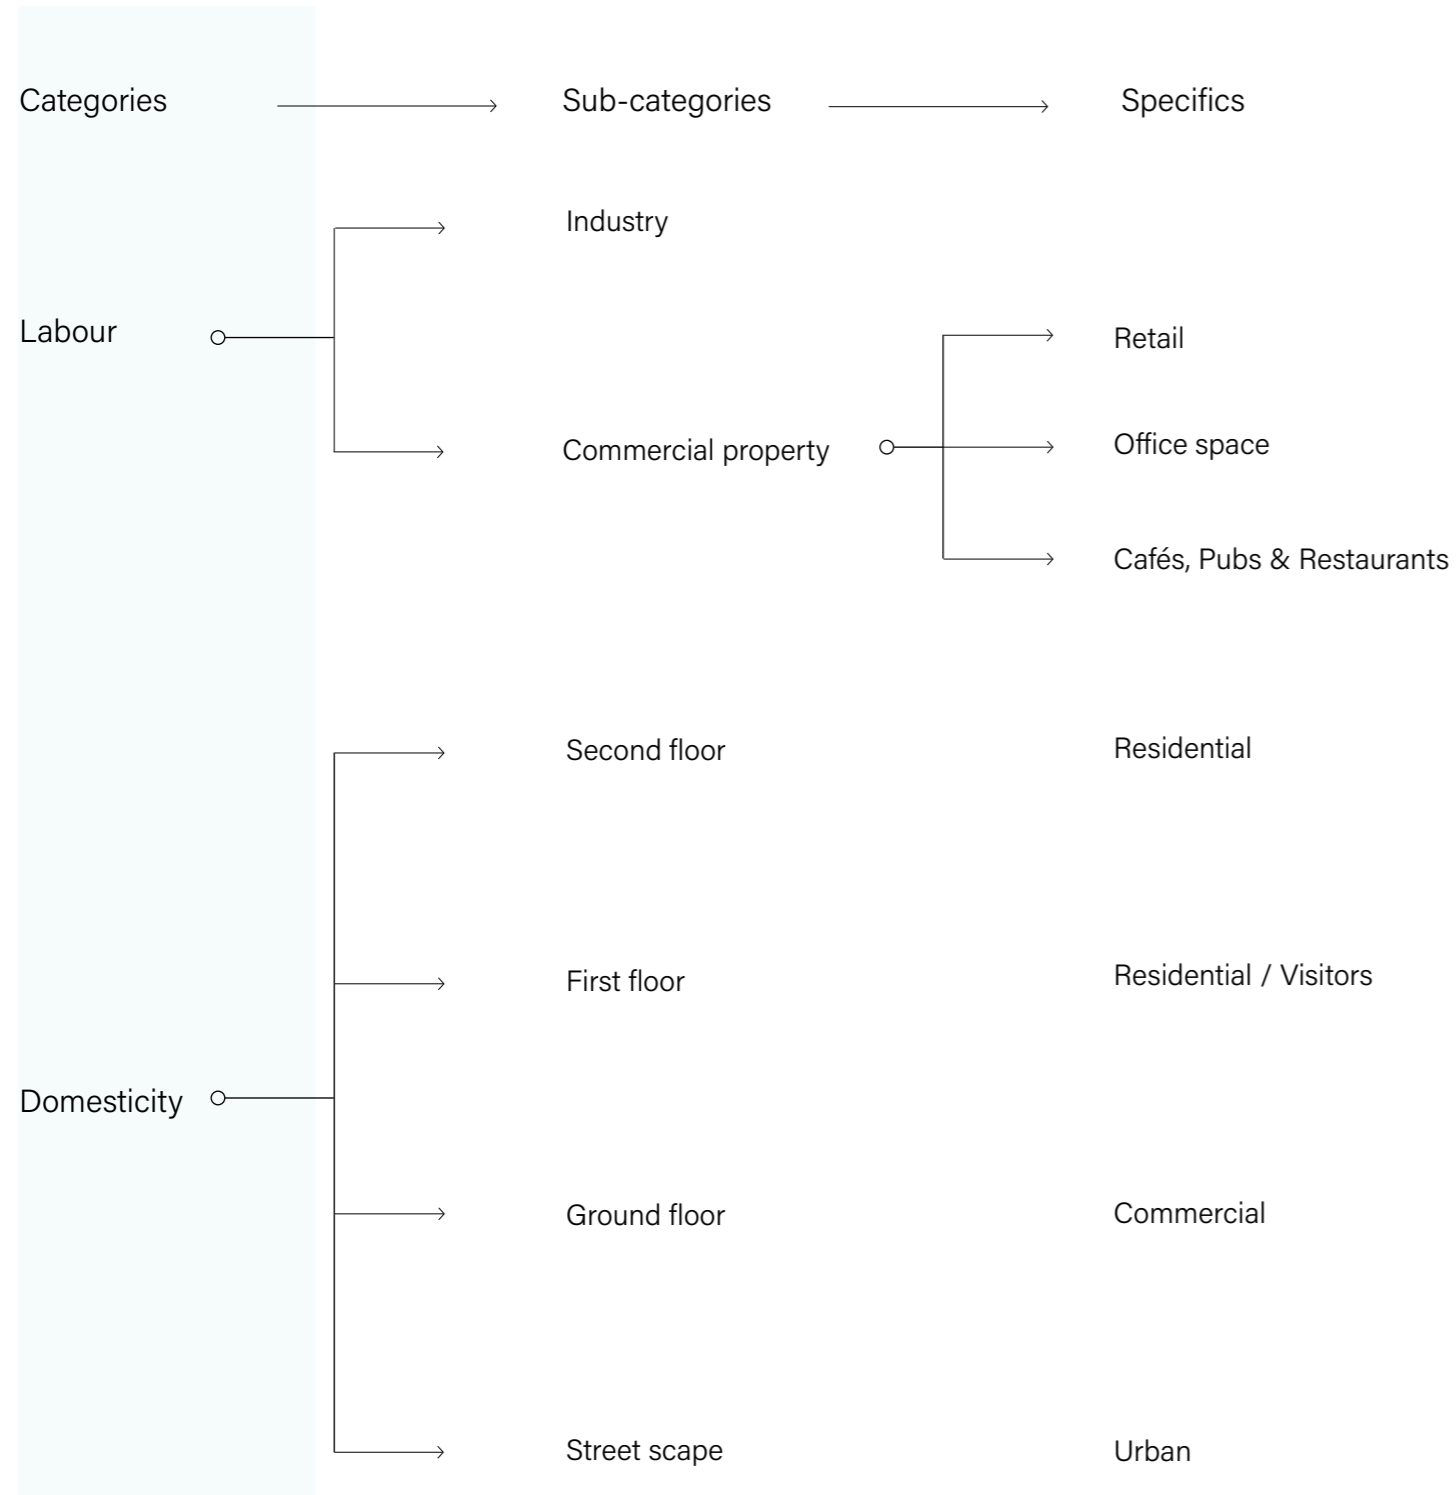 Categories
Sub-categories
Specifics
Industry
Labour
Retail
Commercial property
Office space
Cafés, Pubs & Restaurants
Second floor
Residential
First floor
Residential / Visitors
Domesticity
Ground floor
Commercial
Street scape
Urban